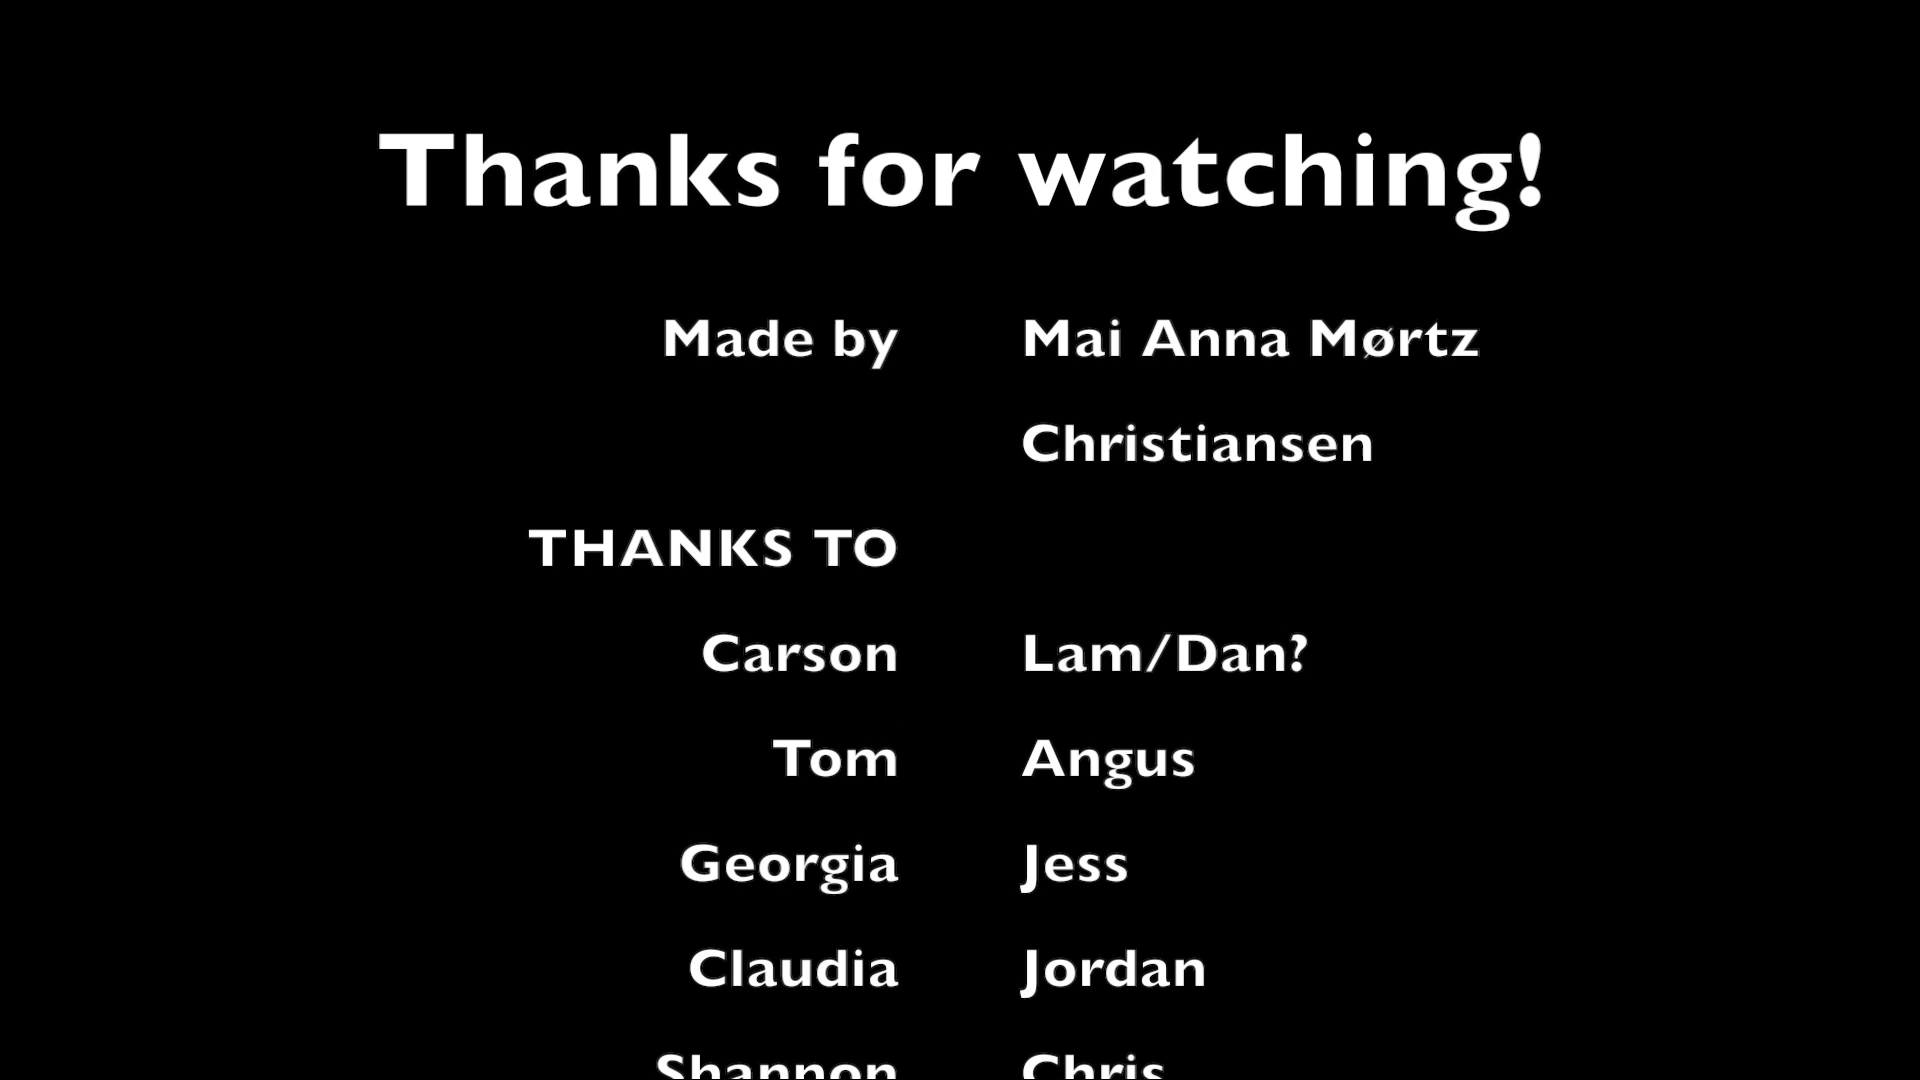 Thanks for watching!
Made by Mai Anna Mørtz
Christiansen
THANKS TO
Carson Lam/Dan?
Tom Angus
Georgia Jess
Claudia Jordan
Shannon Chris